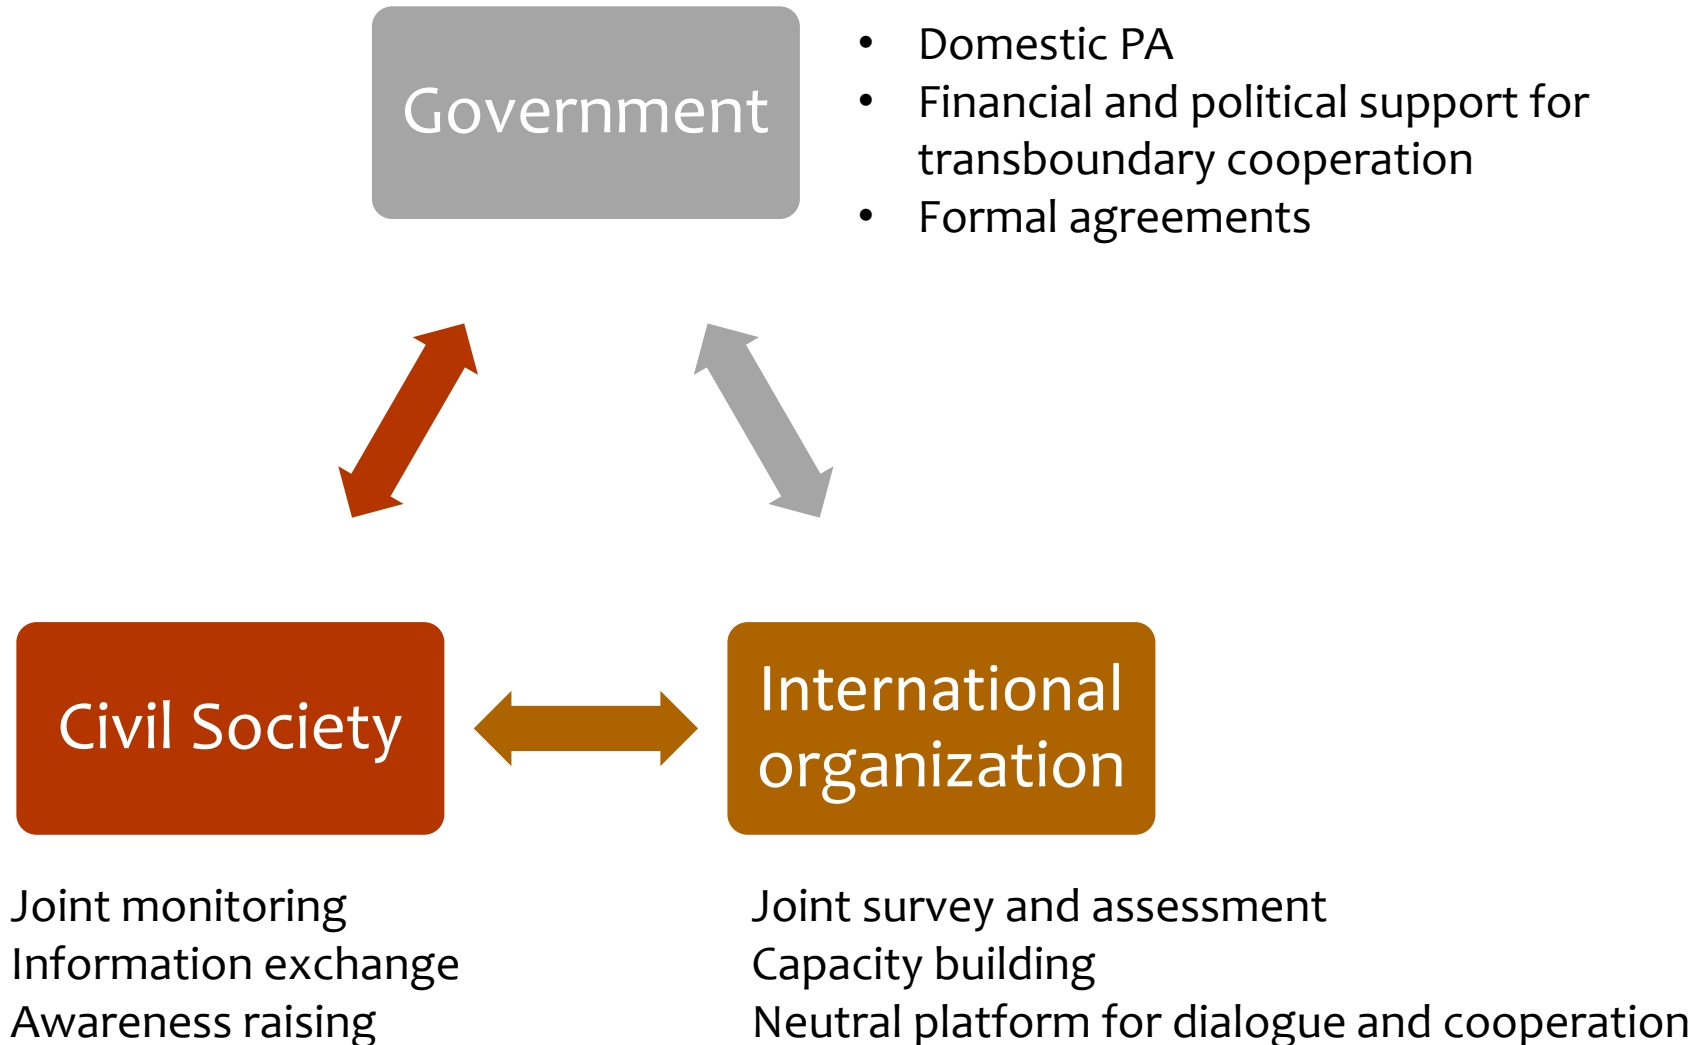 Government
• Domestic PA
• Financial and political support for
transboundary cooperation
• Formal agreements
Civil Society
International
organization
Joint monitoring
Information exchange
Awareness raising
Joint survey and assessment
Capacity building
Neutral platform for dialogue and cooperation